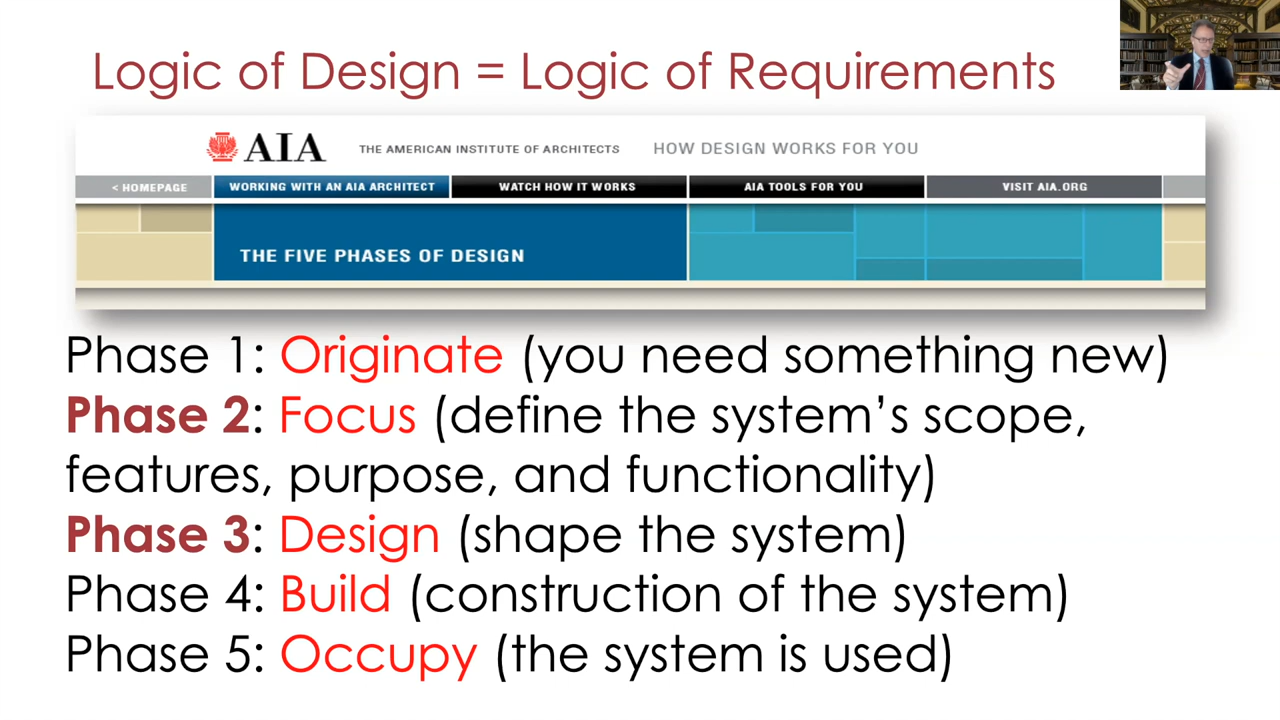 Logic of Design = Logic of Requirements
AIA THE AMERICAN INSTITUTE OF ARCHITECTS HOW DESIGN WORKS FOR YOU
< HOMEPAGE WORKING WITH AN AIA ARCHITECT WATCH HOW IT WORKS AIA TOOLS FOR YOU VISIT AIA.ORG
THE FIVE PHASES OF DESIGN
Phase 1: Originate (you need something new)
Phase 2: Focus (define the system’s scope,
features, purpose, and functionality)
Phase 3: Design (shape the system)
Phase 4: Build (construction of the system)
Phase 5: Occupy (the system is used)